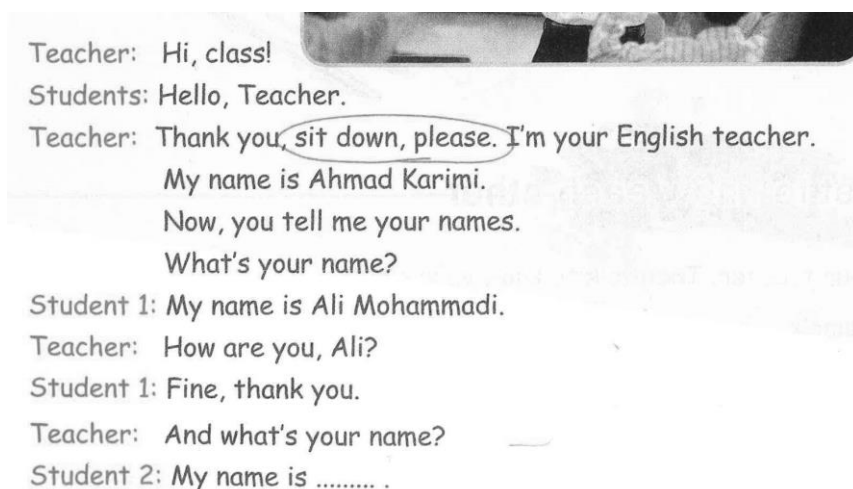 Teacher: Hi, class!
Students: Hello, Teacher.
Teacher: Thank you, sit down, please. I'm your English teacher.
My name is Ahmad Karimi.
Now, you tell me your names.
What's your name?
Student 1: My name is Ali Mohammadi.
Teacher: How are you, Ali?
Student 1: Fine, thank you.
Teacher: And what's your name?
Student 2: My name is ......... .